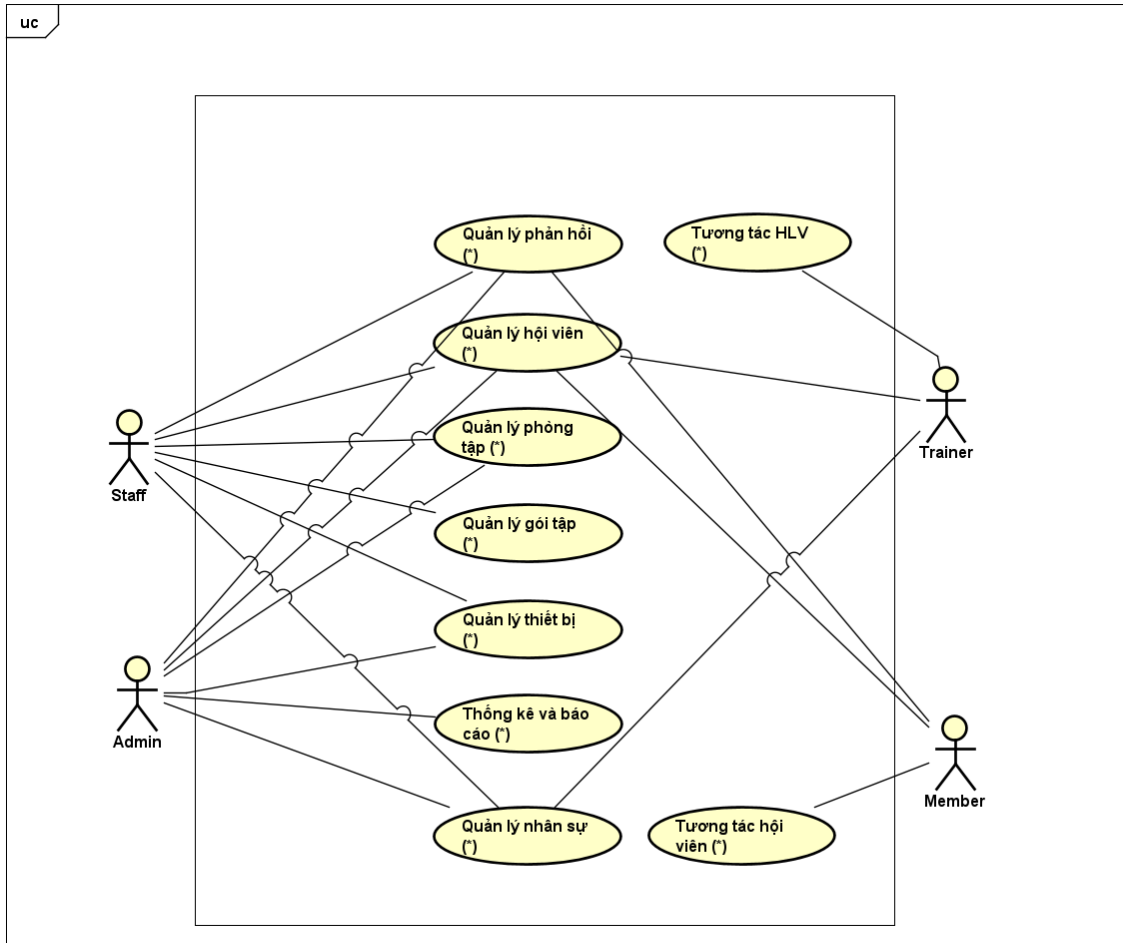 uc
Quản lý phản hồi
(*)
Tương tác HLV
(*)
Quản lý hội viên
(*)
Quản lý phòng
tập (*)
Trainer
Staff
Quản lý gói tập
(*)
Quản lý thiết bị
(*)
Thống kê và báo
cáo (*)
Admin
Member
Quản lý nhân sự
(*)
Tương tác hội
viên (*)